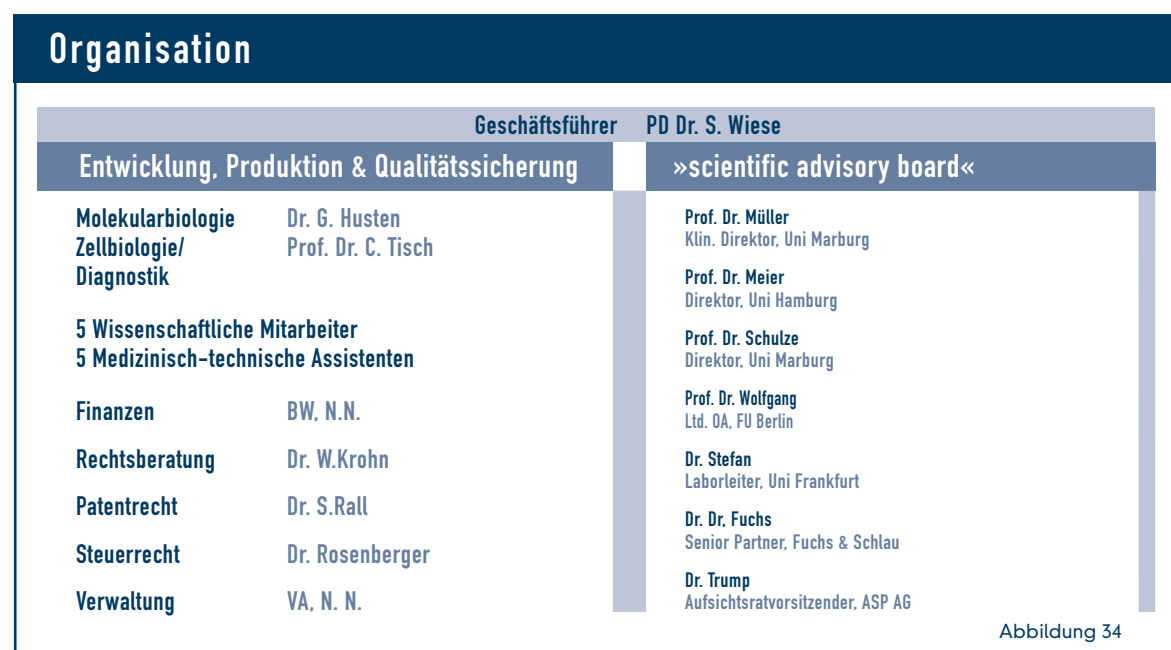 Organisation
Geschäftsführer PD Dr. S. Wiese
Entwicklung, Produktion & Qualitätssicherung
Molekularbiologie Dr. G. Husten
Zellbiologie/ Prof. Dr. C. Tisch
Diagnostik
5 Wissenschaftliche Mitarbeiter
5 Medizinisch-technische Assistenten
Finanzen BW, N.N.
Rechtsberatung Dr. W.Krohn
Patentrecht Dr. S.Rall
Steuerrecht Dr. Rosenberger
Verwaltung VA, N. N.
»scientific advisory board«
Prof. Dr. Müller
Klin. Direktor, Uni Marburg
Prof. Dr. Meier
Direktor, Uni Hamburg
Prof. Dr. Schulze
Direktor, Uni Marburg
Prof. Dr. Wolfgang
Ltd. OA, FU Berlin
Dr. Stefan
Laborleiter, Uni Frankfurt
Dr. Dr, Fuchs
Senior Partner, Fuchs & Schlau
Dr. Trump
Aufsichtsratvorsitzender, ASP AG
Abbildung 34